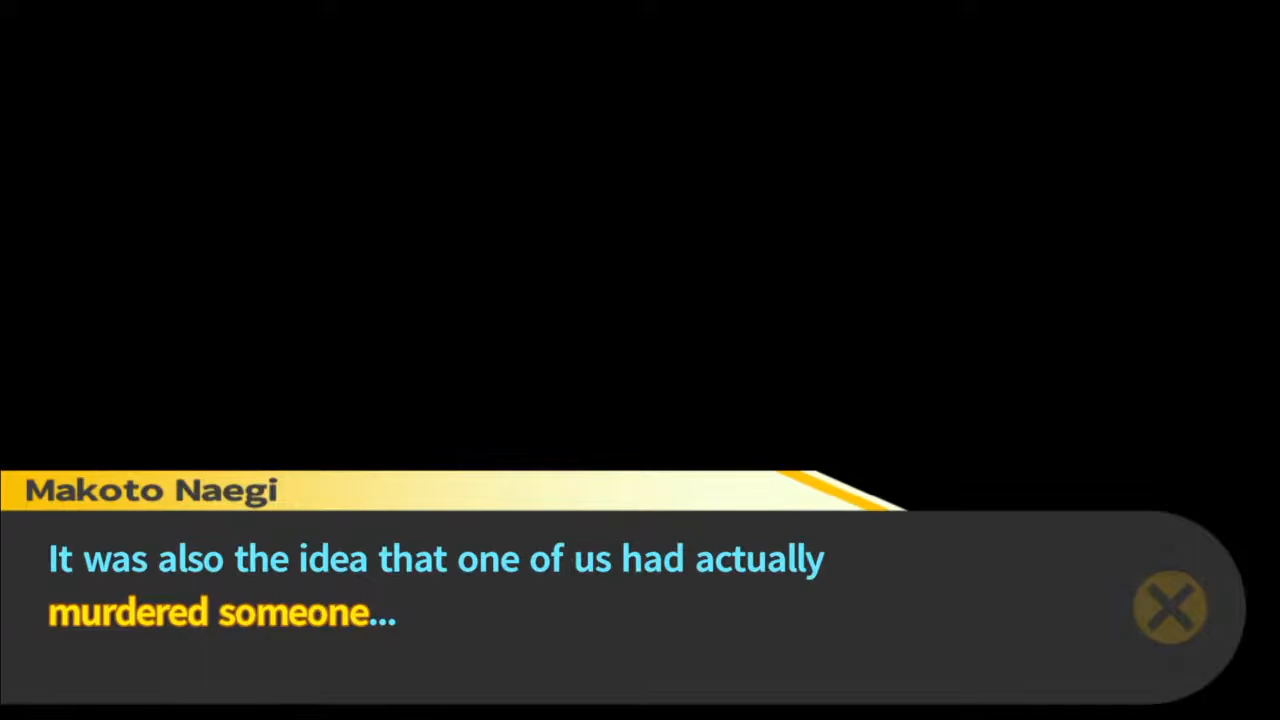 Makoto Naegi
It was also the idea that one of us had actually
murdered someone...